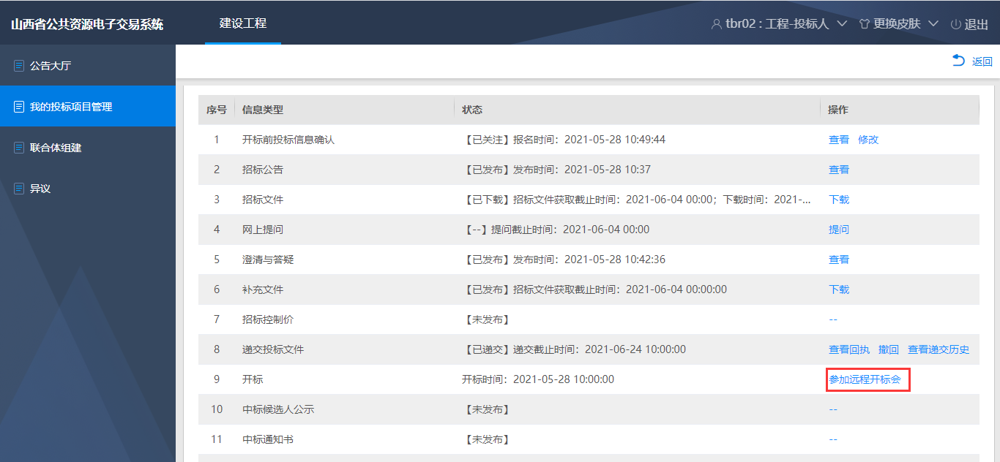 山西省公共资源电子交易系统 建设工程 tbr02 : 工程-投标人 更换皮肤 退出
公告大厅
我的投标项目管理
联合体组建
异议
返回
序号 信息类型 状态 操作
1 开标前投标信息确认 【已关注】报名时间：2021-05-28 10:49:44 查看 修改
2 招标公告 【已发布】发布时间：2021-05-28 10:37 查看
3 招标文件 【已下载】招标文件获取截止时间：2021-06-04 00:00；下载时间：2021-... 下载
4 网上提问 【--】提问截止时间：2021-06-04 00:00 提问
5 澄清与答疑 【已发布】发布时间：2021-05-28 10:42:36 查看
6 补充文件 【已发布】招标文件获取截止时间：2021-06-04 00:00:00 下载
7 招标控制价 【未发布】 --
8 递交投标文件 【已递交】递交截止时间：2021-06-24 10:00:00 查看回执 撤回 查看递交历史
9 开标 开标时间：2021-05-28 10:00:00 参加远程开标会
10 中标候选人公示 【未发布】 --
11 中标通知书 【未发布】 --